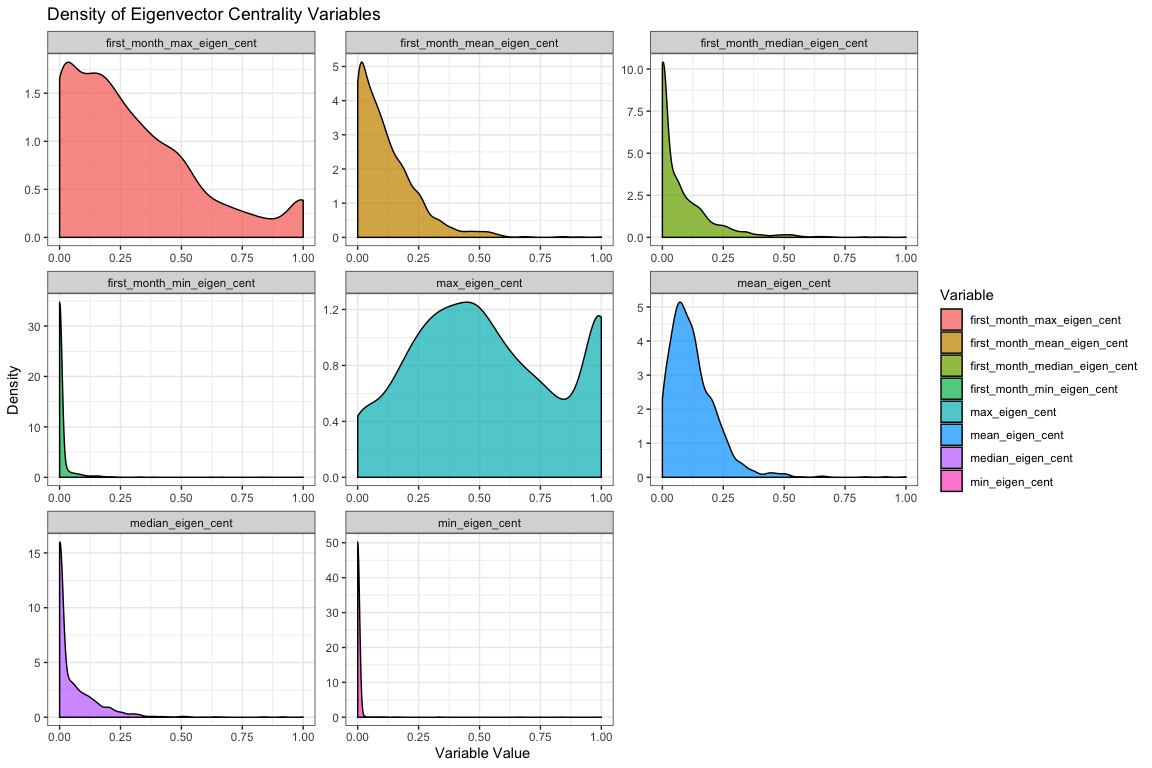 Density of Eigenvector Centrality Variables
first_month_max_eigen_cent
first_month_mean_eigen_cent
first_month_median_eigen_cent
1.5
1.0
0.5
0.0
0.00 0.25 0.50 0.75 1.00
5
4
3
2
1
0
0.00 0.25 0.50 0.75 1.00
10.0
7.5
5.0
2.5
0.0
0.00 0.25 0.50 0.75 1.00
first_month_min_eigen_cent
max_eigen_cent
mean_eigen_cent
Density
30
20
10
0
0.00 0.25 0.50 0.75 1.00
1.2
0.8
0.4
0.0
0.00 0.25 0.50 0.75 1.00
5
4
3
2
1
0
0.00 0.25 0.50 0.75 1.00
median_eigen_cent
min_eigen_cent
15
10
5
0
0.00 0.25 0.50 0.75 1.00
50
40
30
20
10
0
0.00 0.25 0.50 0.75 1.00
Variable Value
Variable
first_month_max_eigen_cent
first_month_mean_eigen_cent
first_month_median_eigen_cent
first_month_min_eigen_cent
max_eigen_cent
mean_eigen_cent
median_eigen_cent
min_eigen_cent